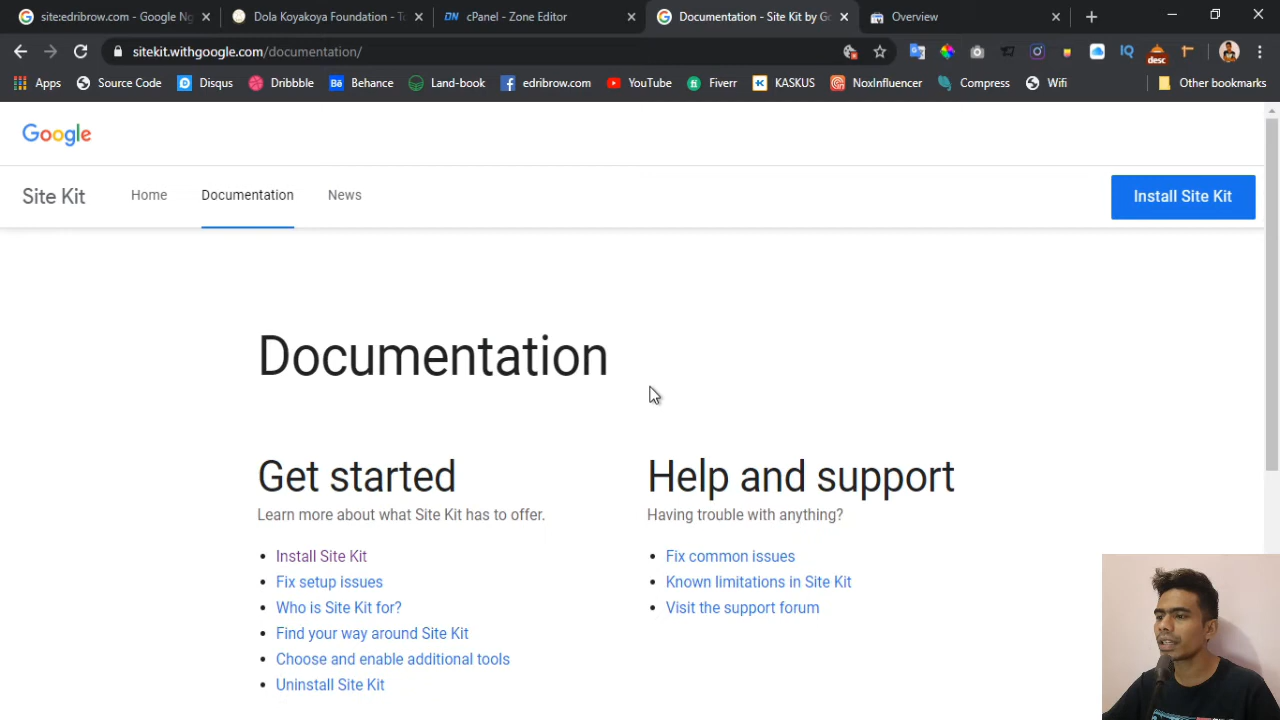 site:edribrow.com - Google Ng
Dola Koyakoya Foundation - To
cPanel - Zone Editor
Documentation - Site Kit by Go
Overview
sitekit.withgoogle.com/documentation/
Apps
Source Code
Disqus
Dribbble
Behance
Land-book
edribrow.com
YouTube
Fiverr
KASKUS
NoxInfluencer
Compress
Wifi
Other bookmarks
desc
Google
Site Kit
Home
Documentation
News
Install Site Kit
Documentation
Get started
Learn more about what Site Kit has to offer.
Install Site Kit
Fix setup issues
Who is Site Kit for?
Find your way around Site Kit
Choose and enable additional tools
Uninstall Site Kit
Help and support
Having trouble with anything?
Fix common issues
Known limitations in Site Kit
Visit the support forum